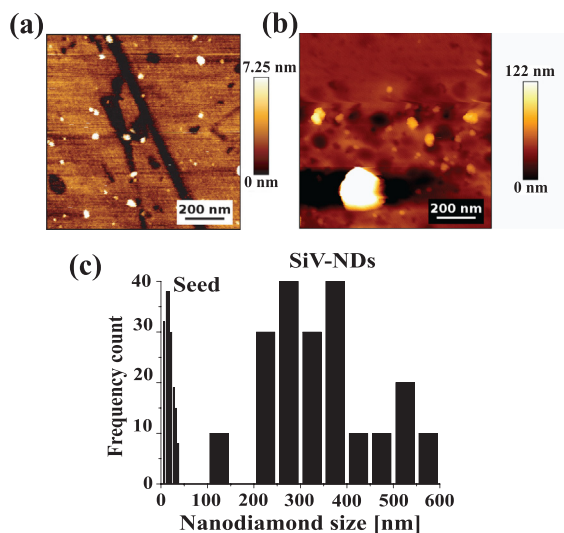 (a)
7.25 nm
0 nm
200 nm
(b)
122 nm
0 nm
200 nm
(c)
SiV-NDs
Seed
Frequency count
40
30
20
10
0
0 100 200 300 400 500 600
Nanodiamond size [nm]